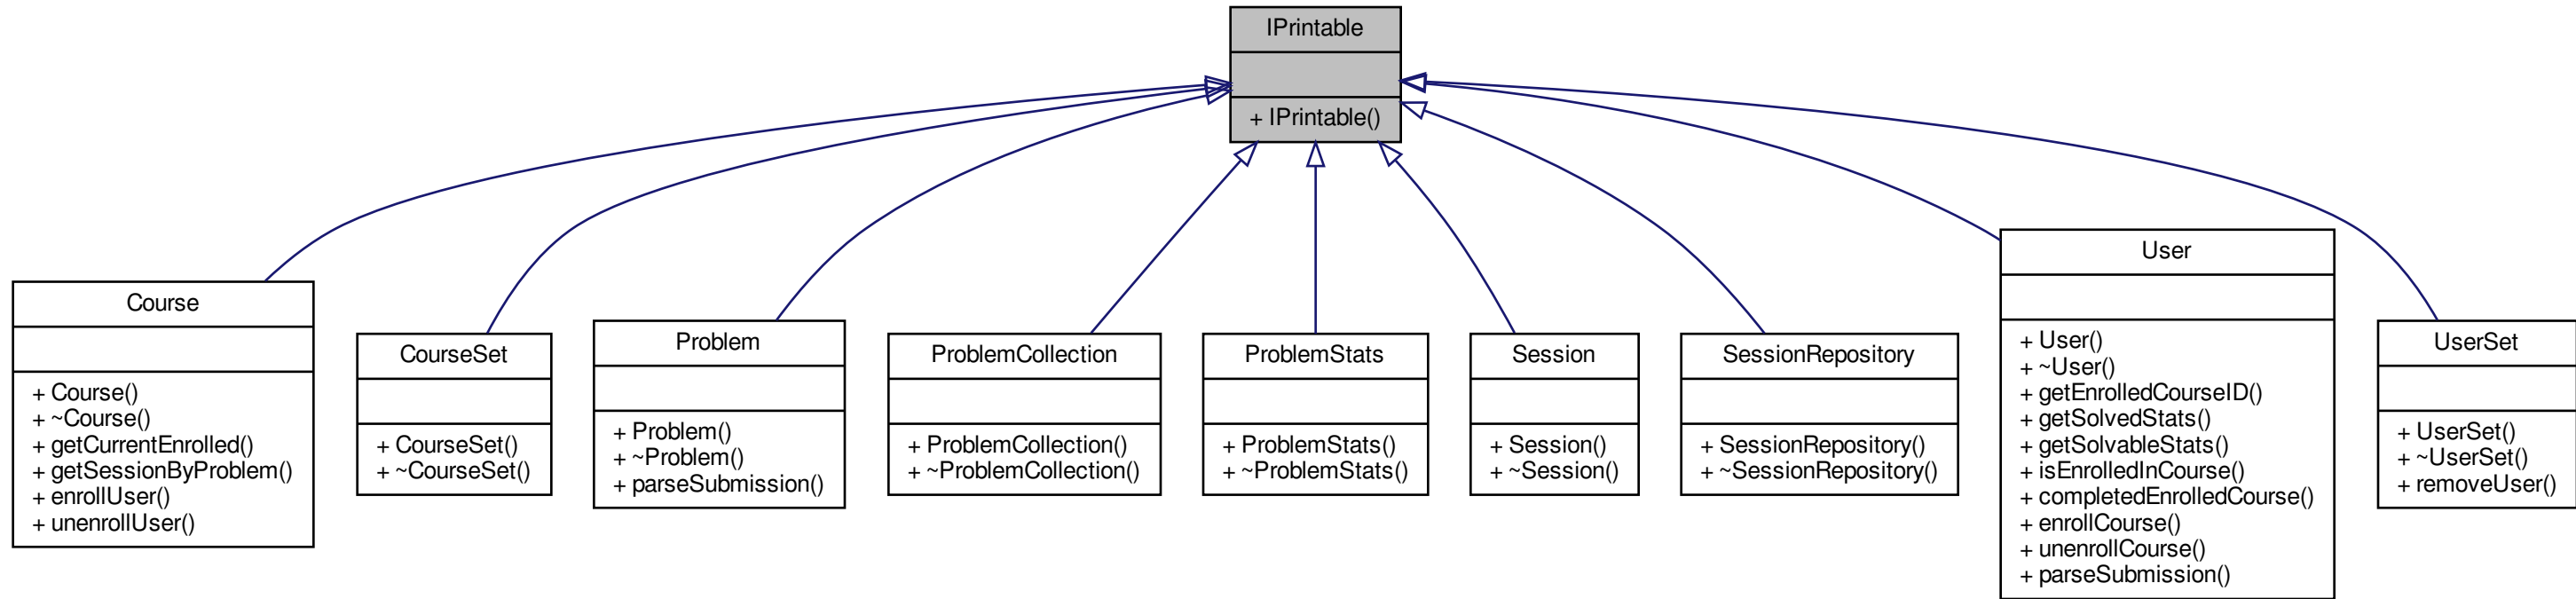 IPrintable
+ IPrintable()
Course
+ Course()
+ ~Course()
+ getCurrentEnrolled()
+ getSessionByProblem()
+ enrollUser()
+ unenrollUser()
CourseSet
+ CourseSet()
+ ~CourseSet()
Problem
+ Problem()
+ ~Problem()
+ parseSubmission()
ProblemCollection
+ ProblemCollection()
+ ~ProblemCollection()
ProblemStats
+ ProblemStats()
+ ~ProblemStats()
Session
+ Session()
+ ~Session()
SessionRepository
+ SessionRepository()
+ ~SessionRepository()
User
+ User()
+ ~User()
+ getEnrolledCourseID()
+ getSolvedStats()
+ getSolvableStats()
+ isEnrolledInCourse()
+ completedEnrolledCourse()
+ enrollCourse()
+ unenrollCourse()
+ parseSubmission()
UserSet
+ UserSet()
+ ~UserSet()
+ removeUser()